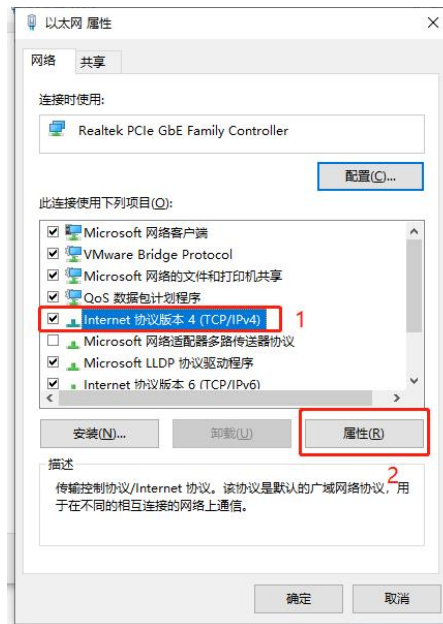 以太网 属性
网络 共享
连接时使用:
Realtek PCIe GbE Family Controller
配置(C)...
此连接使用下列项目(O):
Microsoft 网络客户端
VMware Bridge Protocol
Microsoft 网络的文件和打印机共享
QoS 数据包计划程序
Internet 协议版本 4 (TCP/IPv4) 1
Microsoft 网络适配器多路传送器协议
Microsoft LLDP 协议驱动程序
Internet 协议版本 6 (TCP/IPv6)
安装(N)... 卸载(U) 属性(R)
2
描述
传输控制协议/Internet 协议。该协议是默认的广域网络协议，用
于在不同的相互连接的网络上通信。
确定 取消